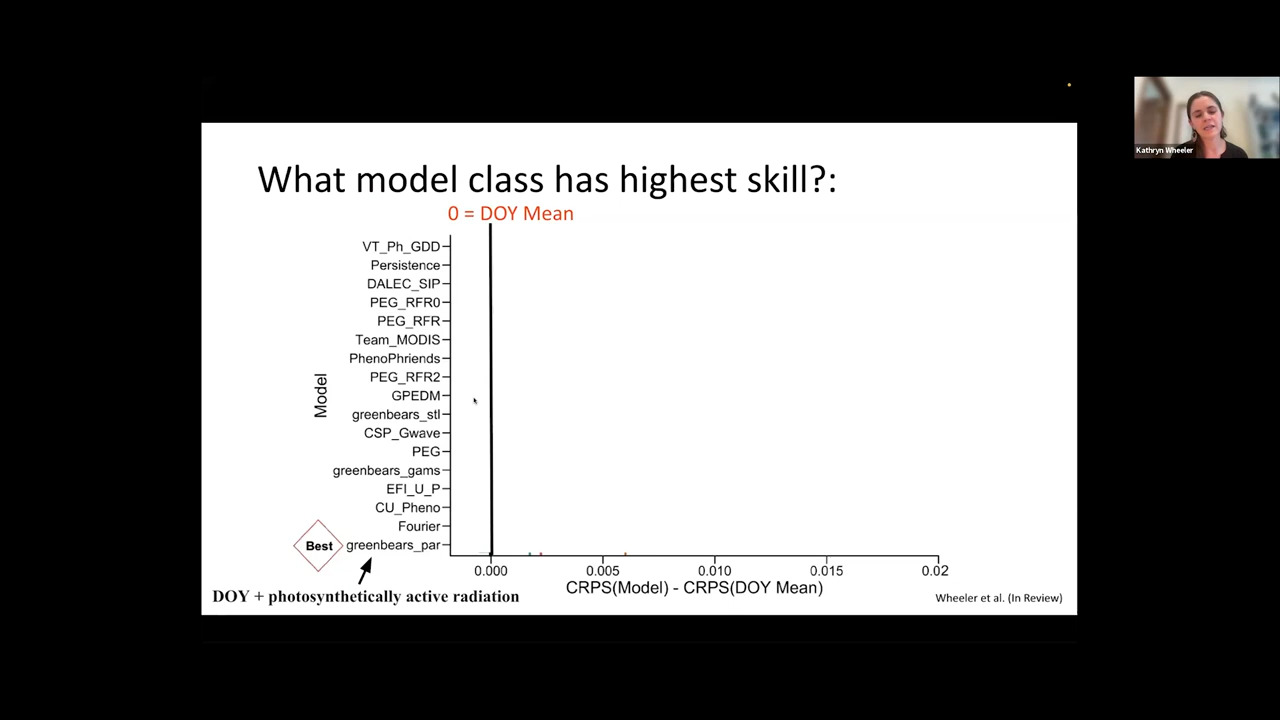 Kathryn Wheeler
What model class has highest skill?:
0 = DOY Mean
VT_Ph_GDD
Persistence
DALEC_SIP
PEG_RFR0
PEG_RFR
Team_MODIS
PhenoPhriends
PEG_RFR2
GPEDM
greenbears_stl
CSP_Gwave
PEG
greenbears_gams
EFI_U_P
CU_Pheno
Fourier
greenbears_par
Model
Best
0.000 0.005 0.010 0.015 0.02
CRPS(Model) - CRPS(DOY Mean)
DOY + photosynthetically active radiation
Wheeler et al. (In Review)